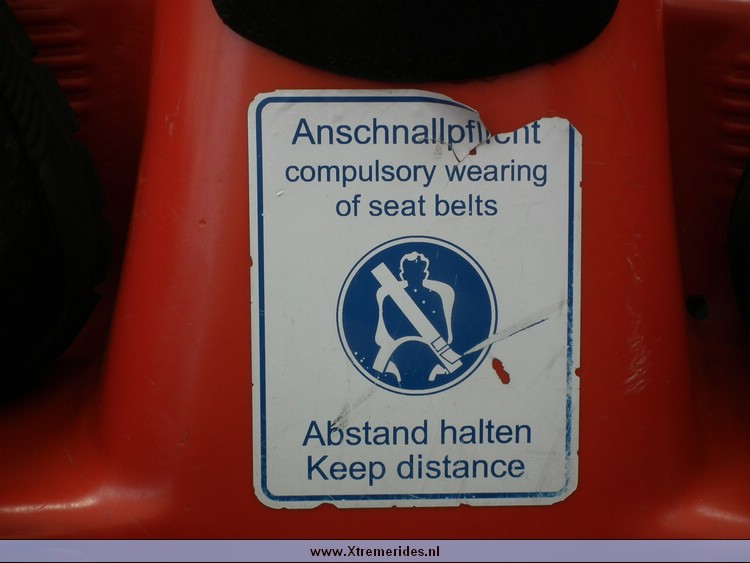 Anschnallpflicht
compulsory wearing
of seat belts
Abstand halten
Keep distance
www.Xtremerides.nl